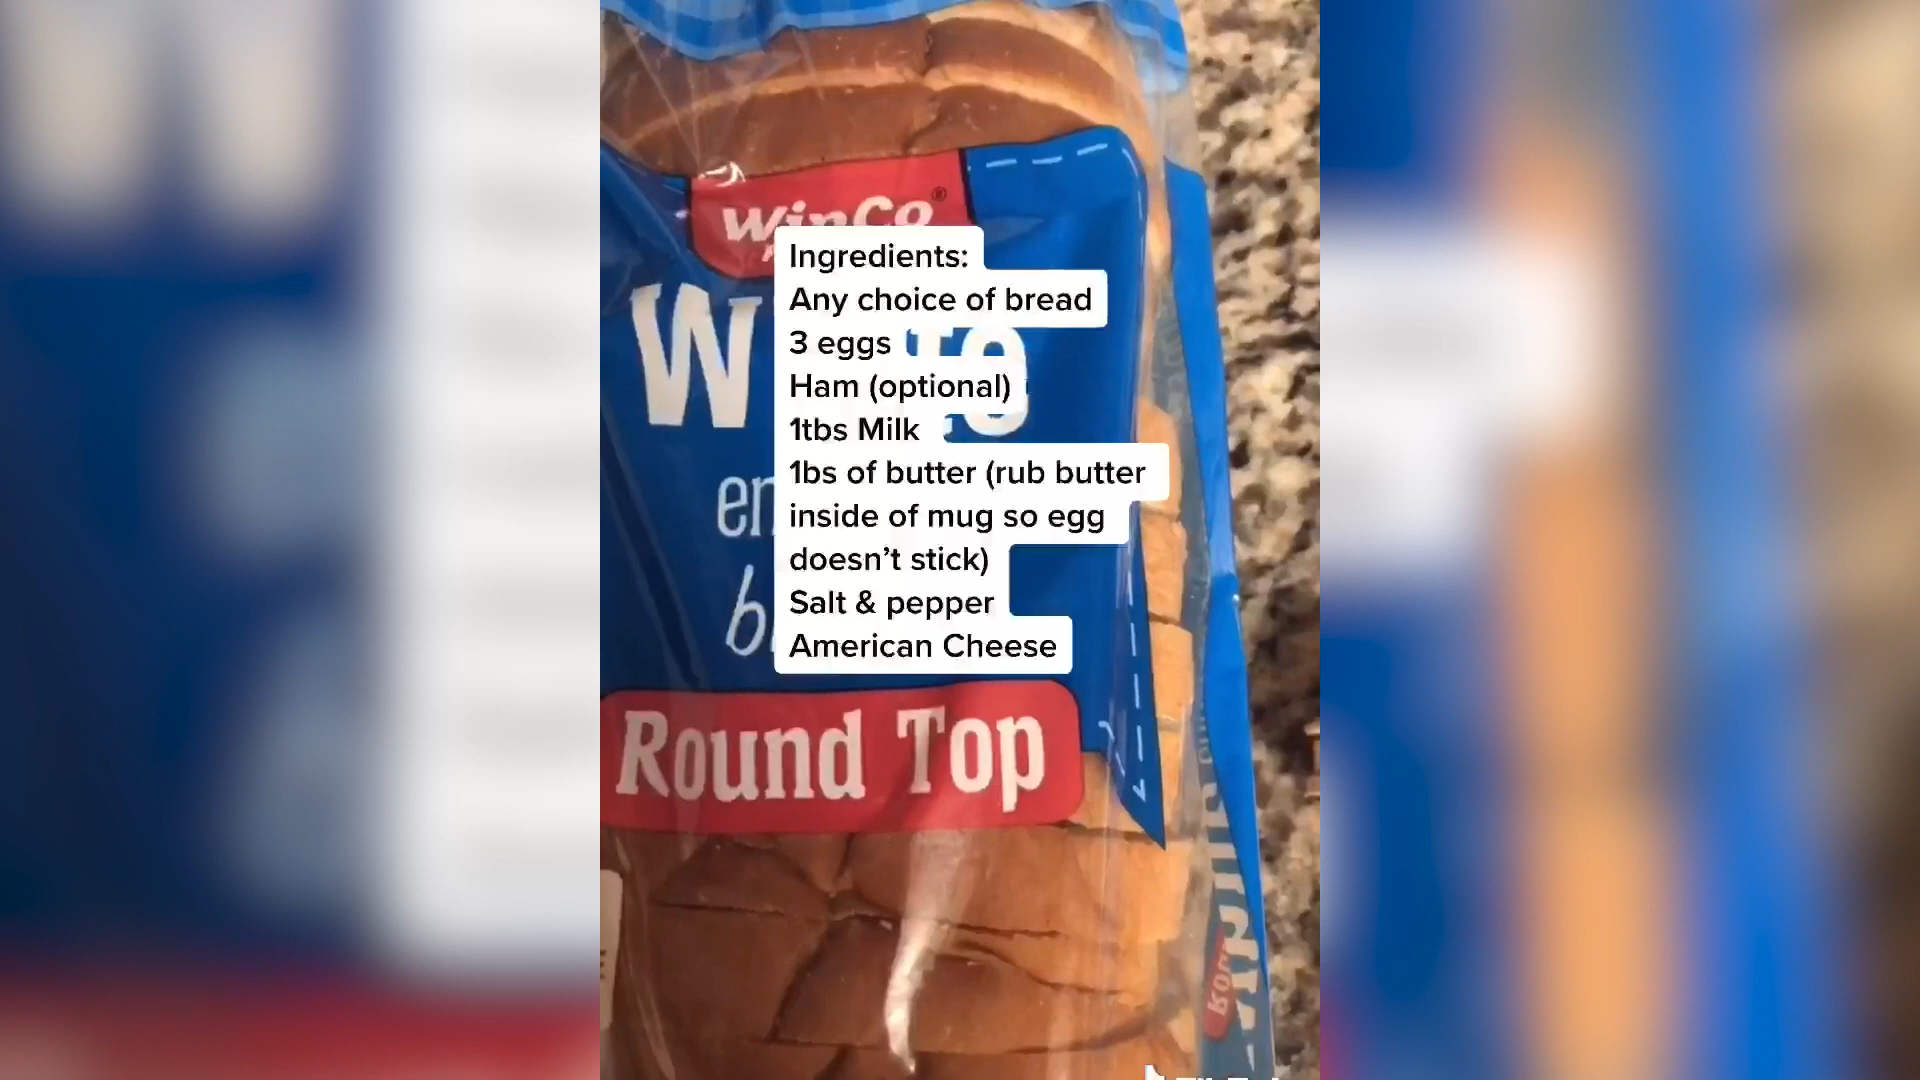 WinCo®
Ingredients:
Any choice of bread
3 eggs
Ham (optional)
1tbs Milk
1bs of butter (rub butter
inside of mug so egg
doesn't stick)
Salt & pepper
American Cheese
Round Top